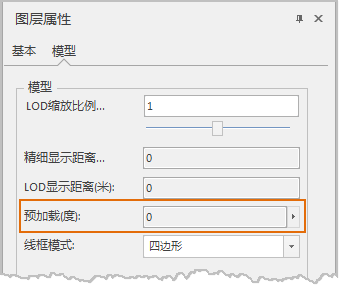 图层属性
基本 模型
模型
LOD缩放比例... 1
精细显示距离... 0
LOD显示距离(米): 0
预加载(度): 0
线框模式: 四边形